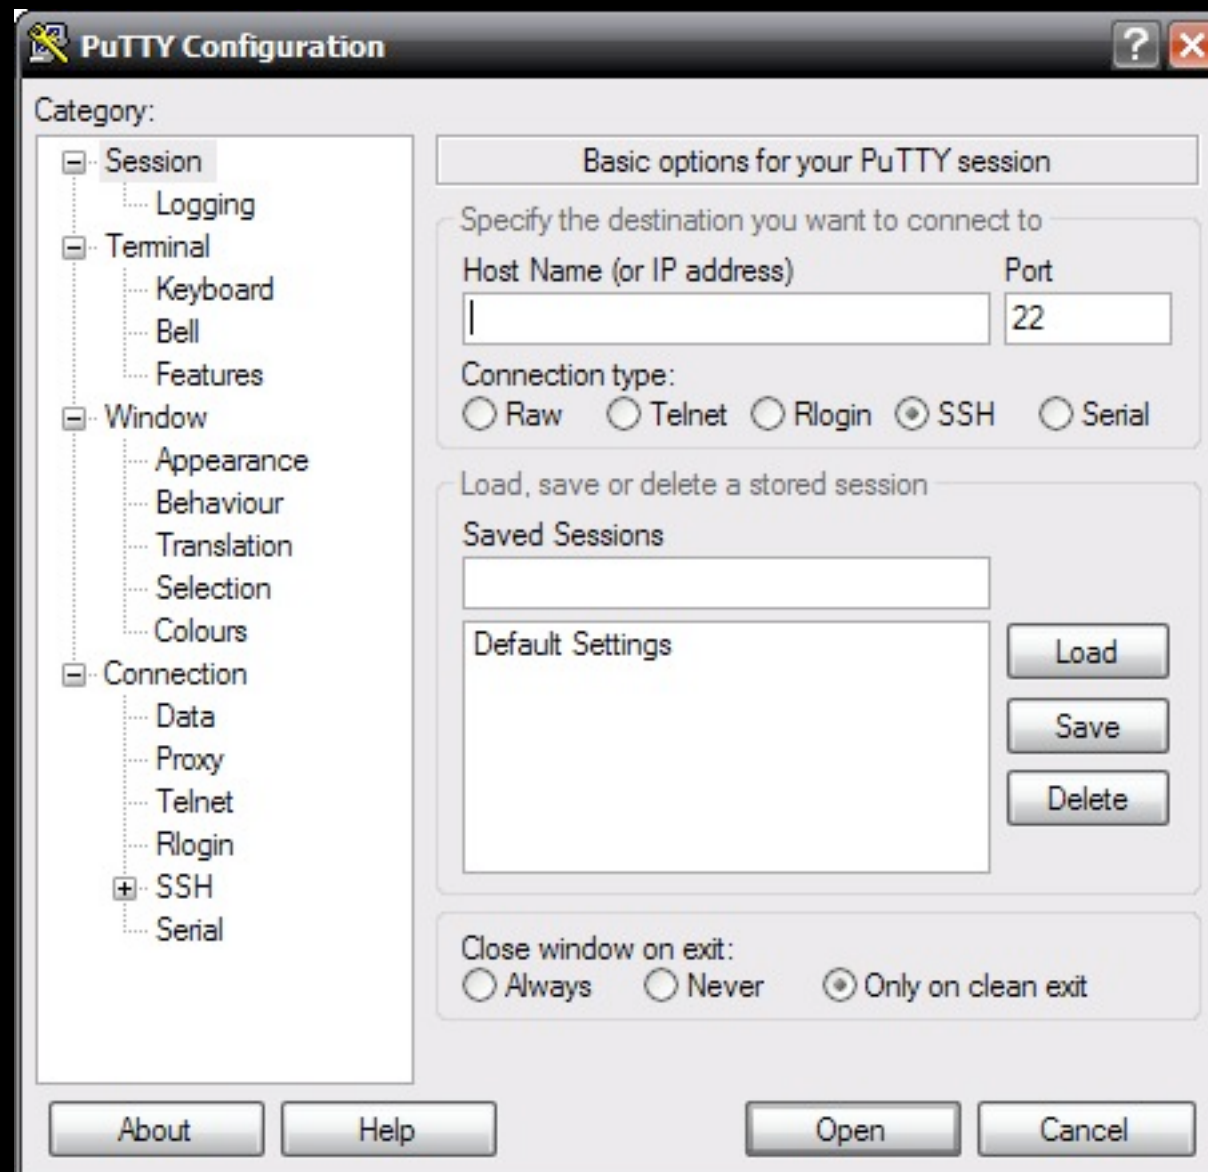 PuTTY Configuration
Category:
Session
Logging
Terminal
Keyboard
Bell
Features
Window
Appearance
Behaviour
Translation
Selection
Colours
Connection
Data
Proxy
Telnet
Rlogin
SSH
Serial
Basic options for your PuTTY session
Specify the destination you want to connect to
Host Name (or IP address) Port
22
Connection type:
Raw Telnet Rlogin SSH Serial
Load, save or delete a stored session
Saved Sessions
Default Settings
Load
Save
Delete
Close window on exit:
Always Never Only on clean exit
About Help Open Cancel